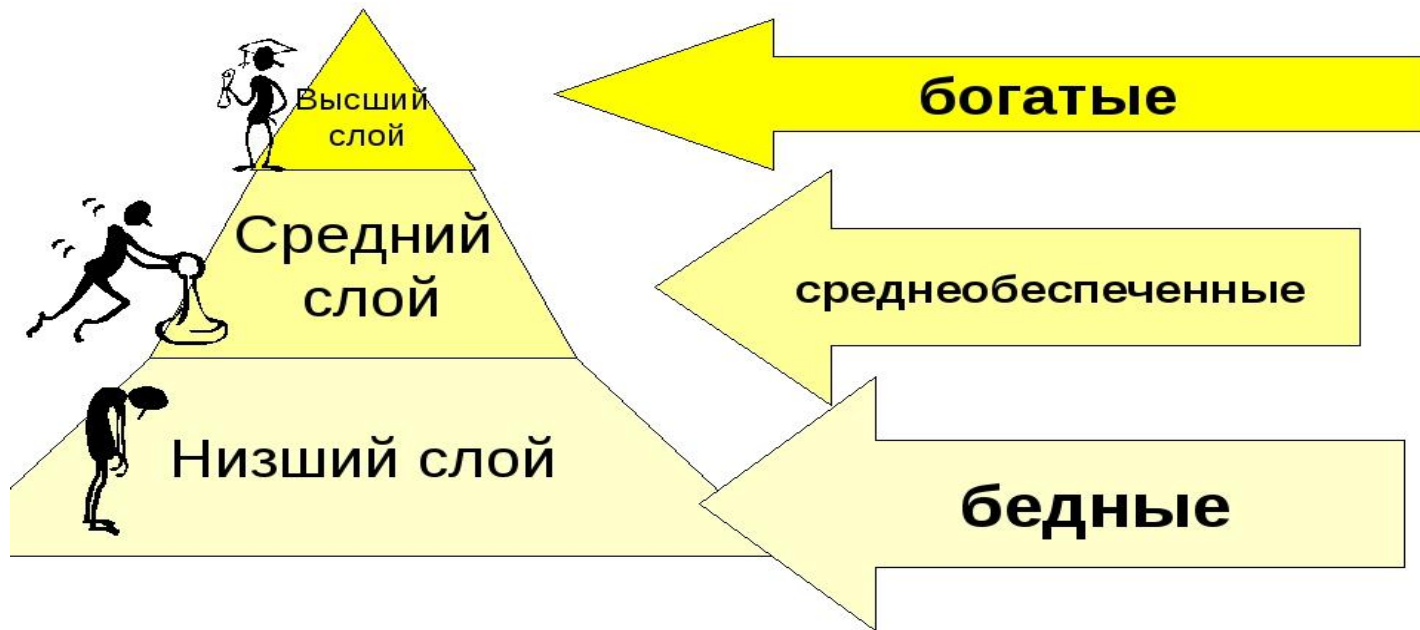 Высший
слой
богатые
Средний
слой
среднеобеспеченные
Низший слой
бедные